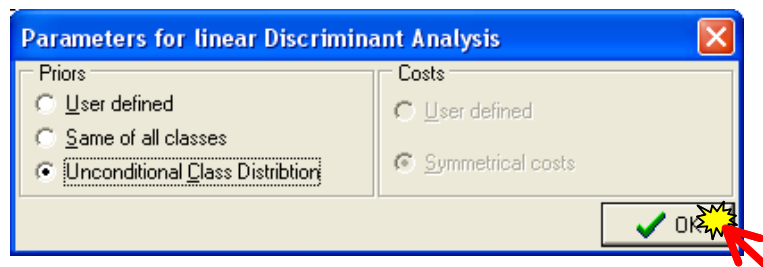 Parameters for linear Discriminant Analysis
Priors
User defined
Same of all classes
Unconditional Class Distribtion
Costs
User defined
Symmetrical costs
OK